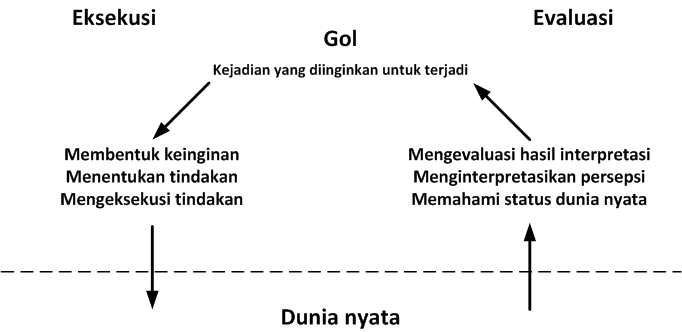 Eksekusi
Evaluasi
Gol
Kejadian yang diinginkan untuk terjadi
Membentuk keinginan
Menentukan tindakan
Mengeksekusi tindakan
Mengevaluasi hasil interpretasi
Menginterpretasikan persepsi
Memahami status dunia nyata
Dunia nyata